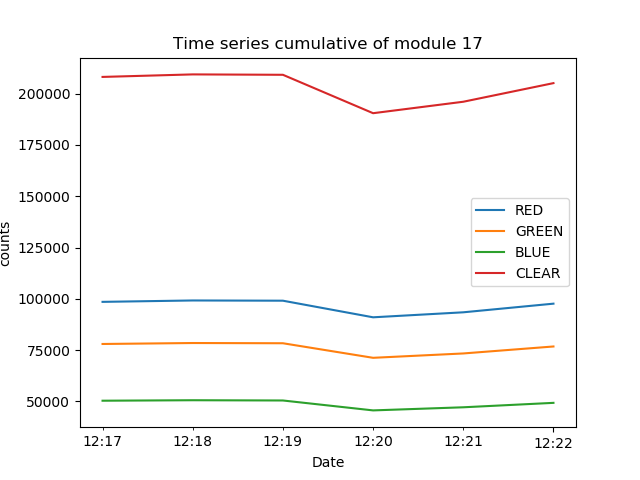 Time series cumulative of module 17
counts
200000
175000
150000
125000
100000
75000
50000
RED
GREEN
BLUE
CLEAR
12:17 12:18 12:19 12:20 12:21 12:22
Date